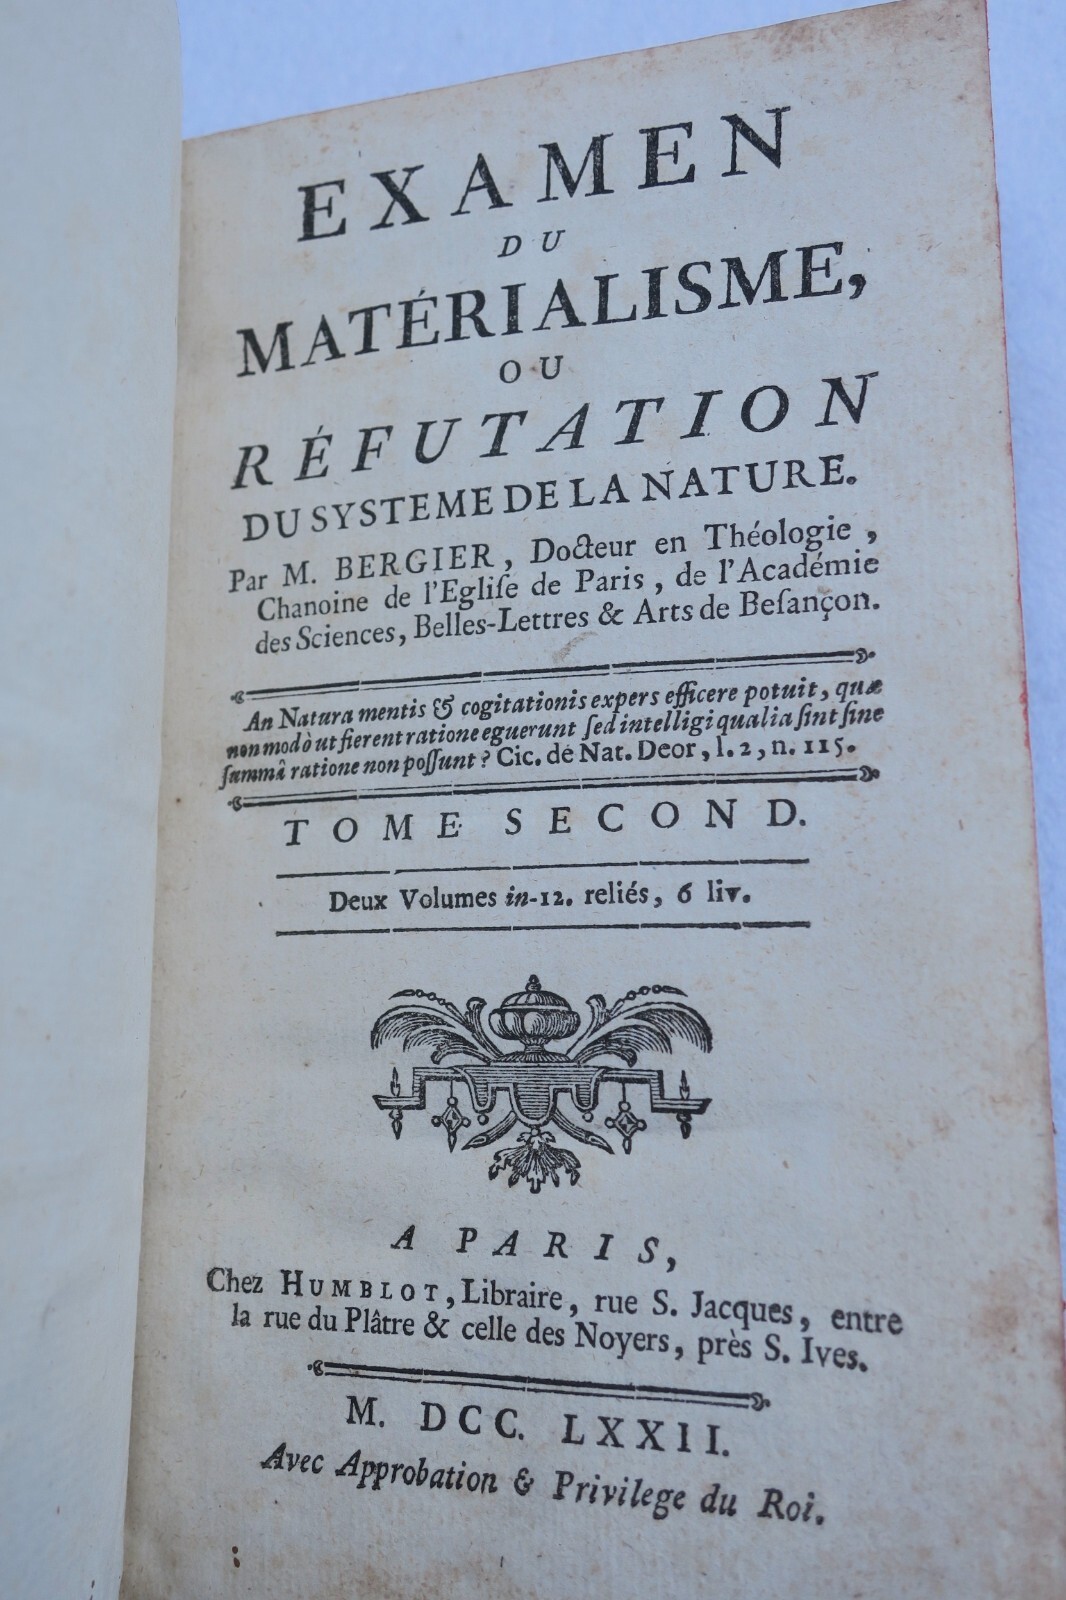 EXAMEN
DU
MATÉRIALISME,
OU
RÉFUTATION
DU SYSTEME DE LA NATURE.
Par M. BERGIER, Docteur en Théologie,
Chanoine de l'Egliſe de Paris, de l'Académie
des Sciences, Belles-Lettres & Arts de Beſançon.
An Natura mentis & cogitationis expers efficere potuit, quæ
non modò ut fierent ratione eguerunt ſed intelligi qualia ſint ſine
ſummâ ratione non poſſunt? Cic. de Nat. Deor, l. 2, n. 115.
TOME SECOND.
Deux Volumes in-12. reliés, 6 liv.
A PARIS,
Chez HUMBLOT, Libraire, rue S. Jacques, entre
la rue du Plâtre & celle des Noyers, près S. Ives.
M. DCC. LXXII.
Avec Approbation & Privilege du Roi.